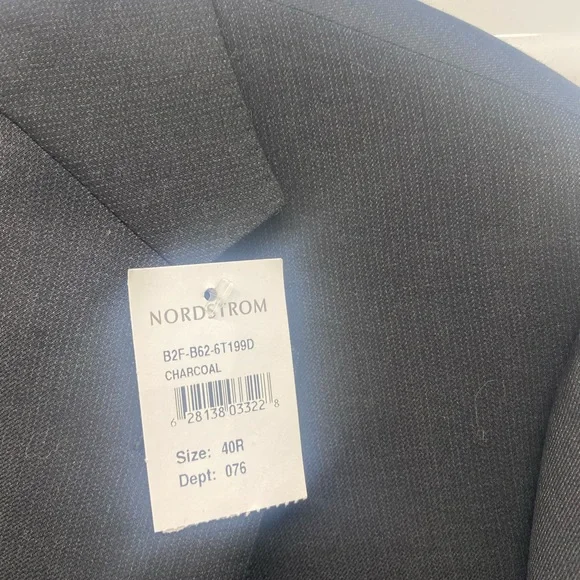 NORDSTROM
B2F-B62-6T199D
CHARCOAL
6 28138 03322 8
Size: 40R
Dept: 076